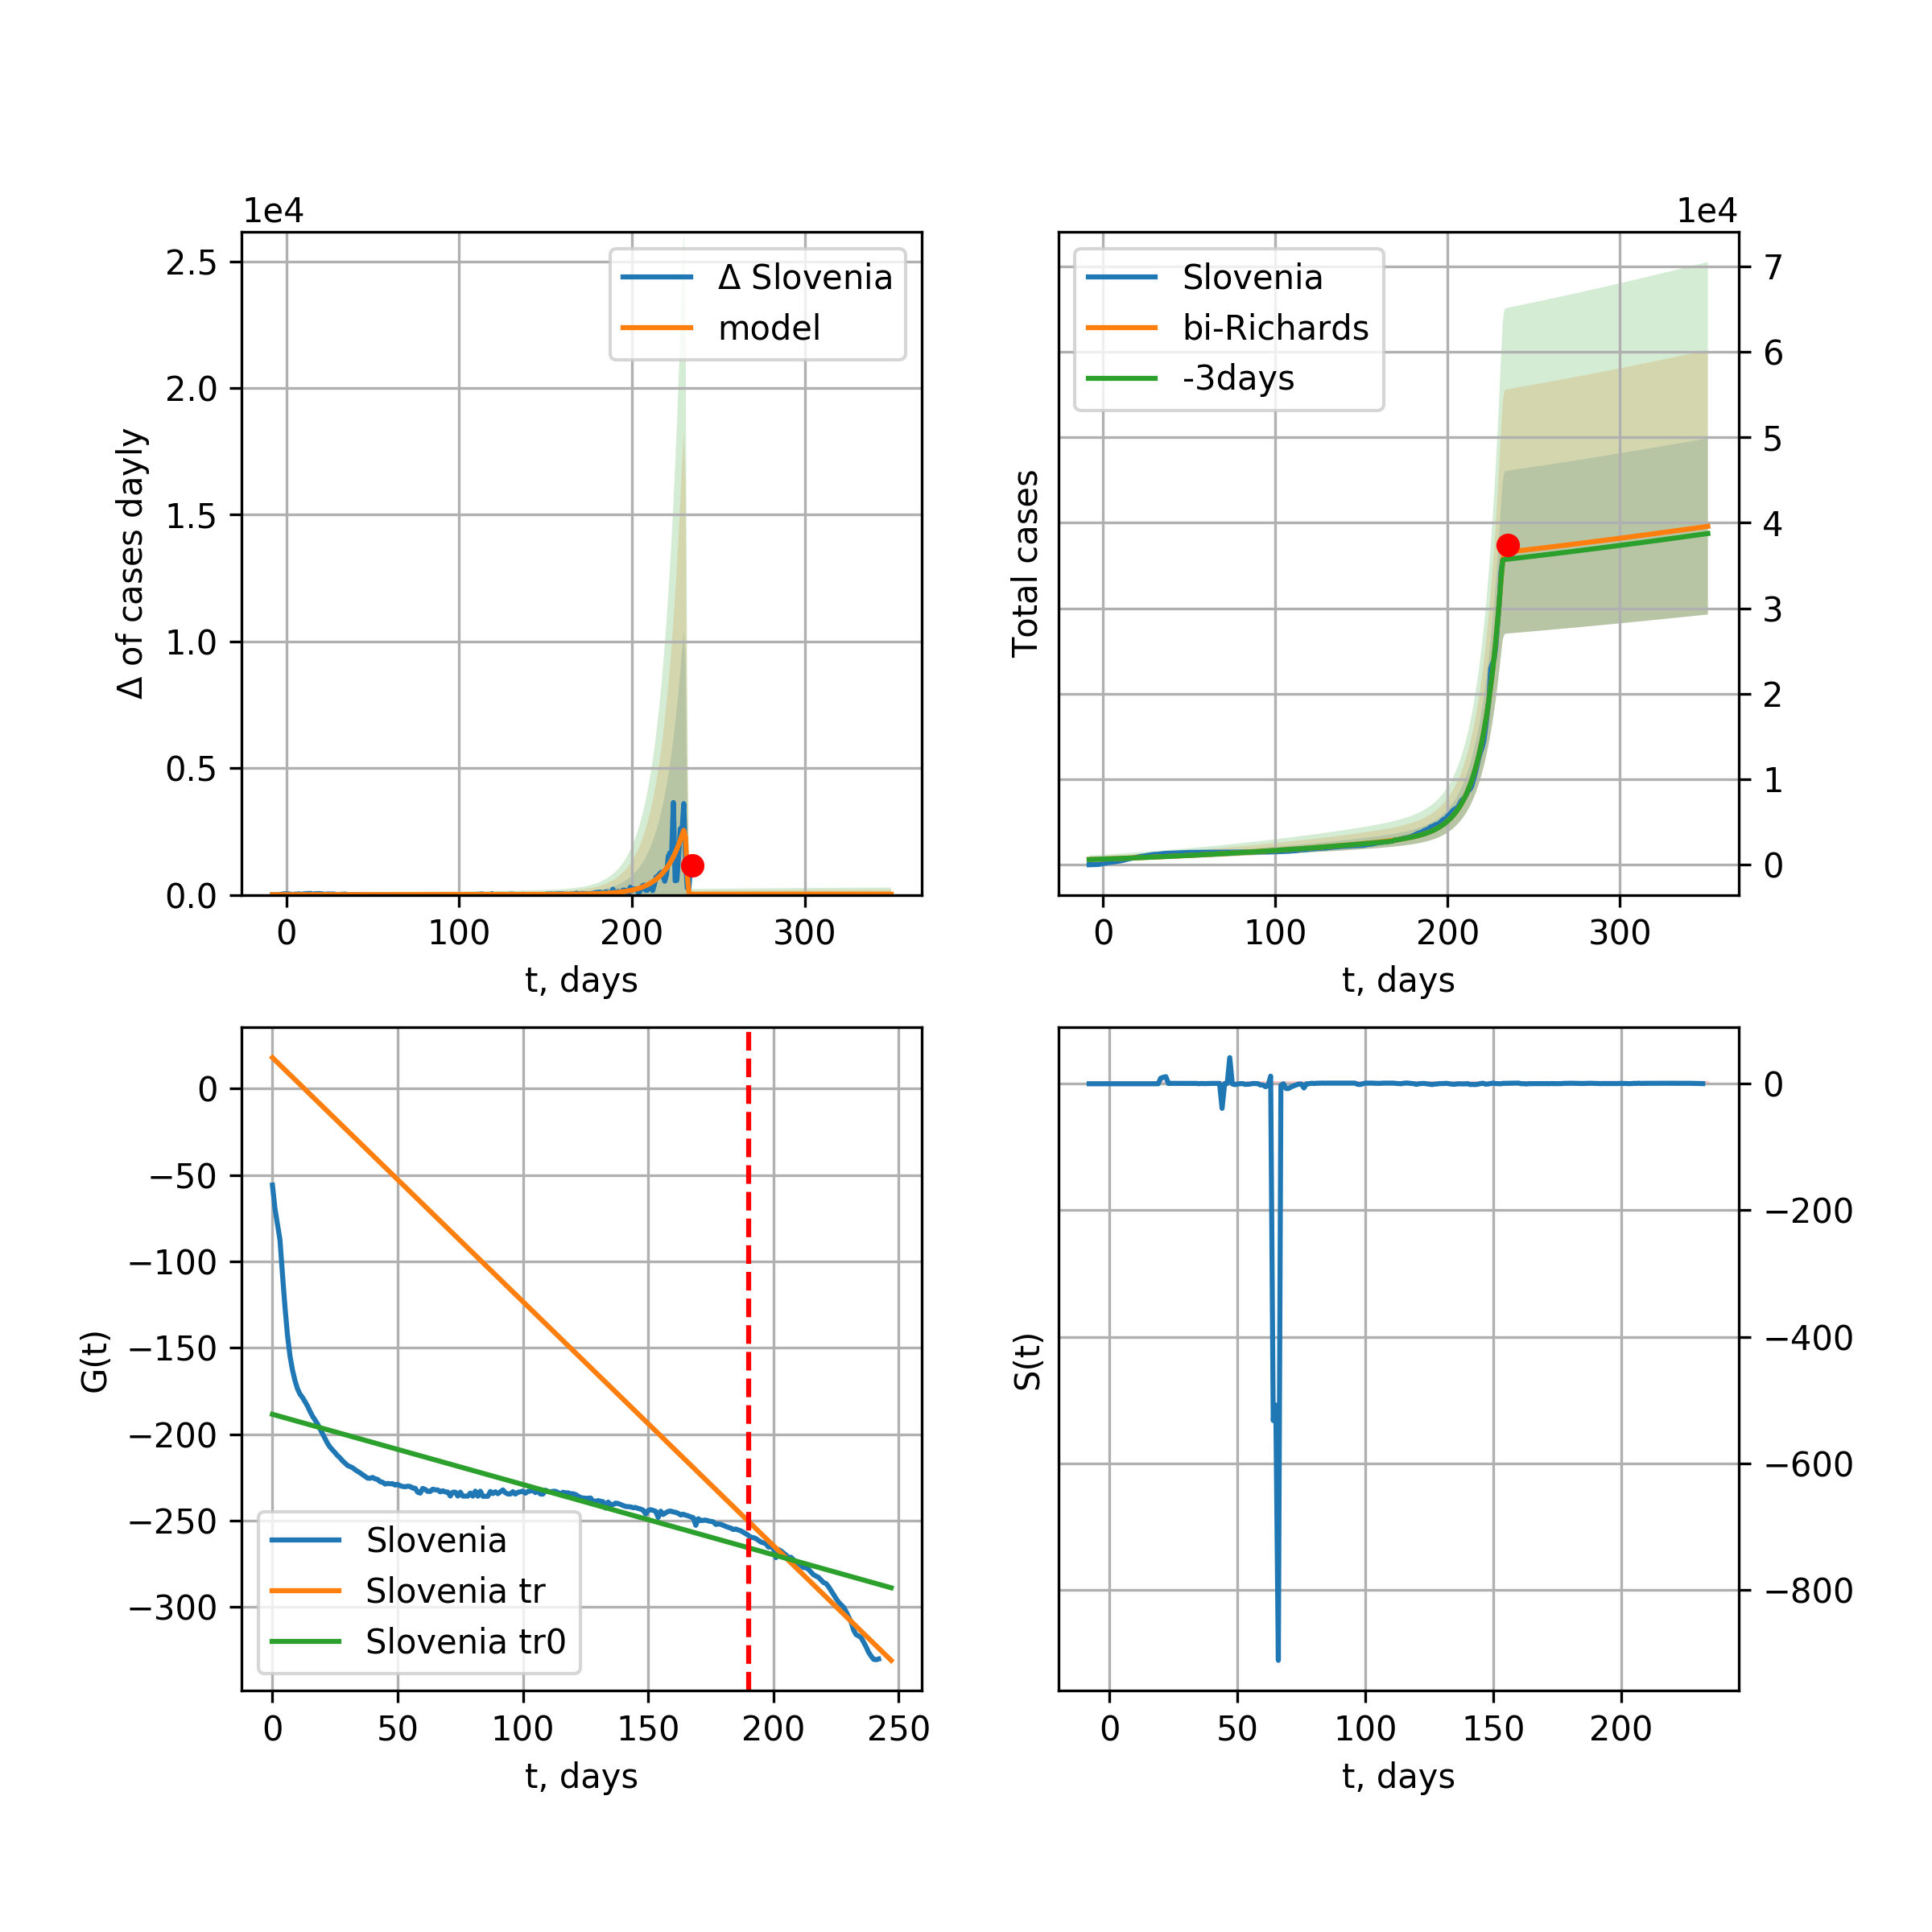 1e4
2.5
2.0
1.5
1.0
0.5
0.0
Δ of cases dayly
Δ Slovenia
model
0
100
200
300
t, days
1e4
7
6
5
4
3
2
1
0
Total cases
Slovenia
bi-Richards
-3days
0
100
200
300
t, days
0
−50
−100
−150
−200
−250
−300
G(t)
Slovenia
Slovenia tr
Slovenia tr0
0
50
100
150
200
250
t, days
0
−200
−400
−600
−800
S(t)
0
50
100
150
200
t, days